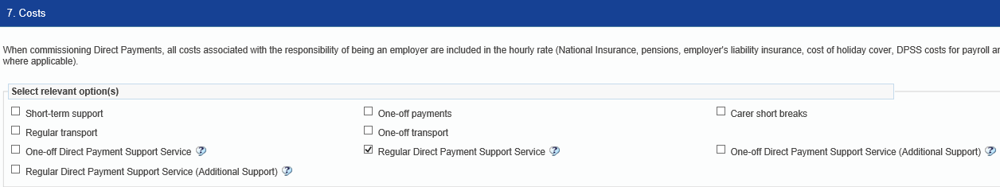 7. Costs
When commissioning Direct Payments, all costs associated with the responsibility of being an employer are included in the hourly rate (National Insurance, pensions, employer's liability insurance, cost of holiday cover, DPSS costs for payroll
where applicable).
Select relevant option(s)
Short-term support One-off payments Carer short breaks
Regular transport One-off transport
One-off Direct Payment Support Service ? Regular Direct Payment Support Service ? One-off Direct Payment Support Service (Additional Support) ?
Regular Direct Payment Support Service (Additional Support) ?